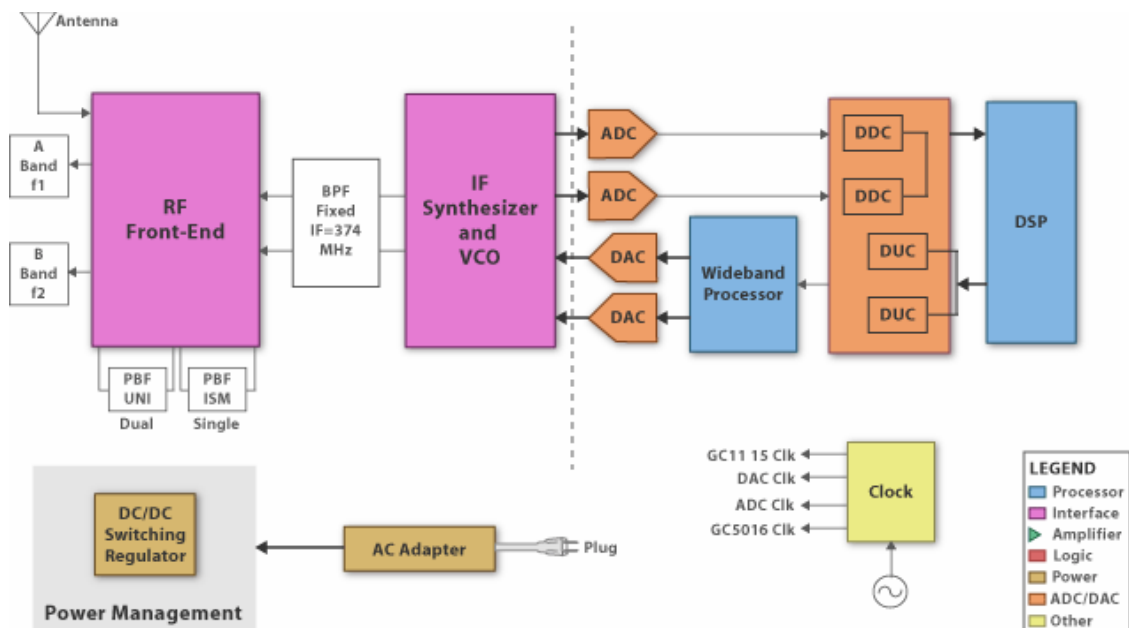 Antenna
A
Band
f1
B
Band
f2
RF
Front-End
PBF
UNI
Dual
PBF
ISM
Single
BPF
Fixed
IF=374
MHz
IF
Synthesizer
and
VCO
ADC
ADC
DAC
DAC
Wideband
Processor
DDC
DDC
DUC
DUC
DSP
DC/DC
Switching
Regulator
Power Management
AC Adapter
Plug
GC11 15 Clk
DAC Clk
ADC Clk
GC5016 Clk
Clock
LEGEND
Processor
Interface
Amplifier
Logic
Power
ADC/DAC
Other